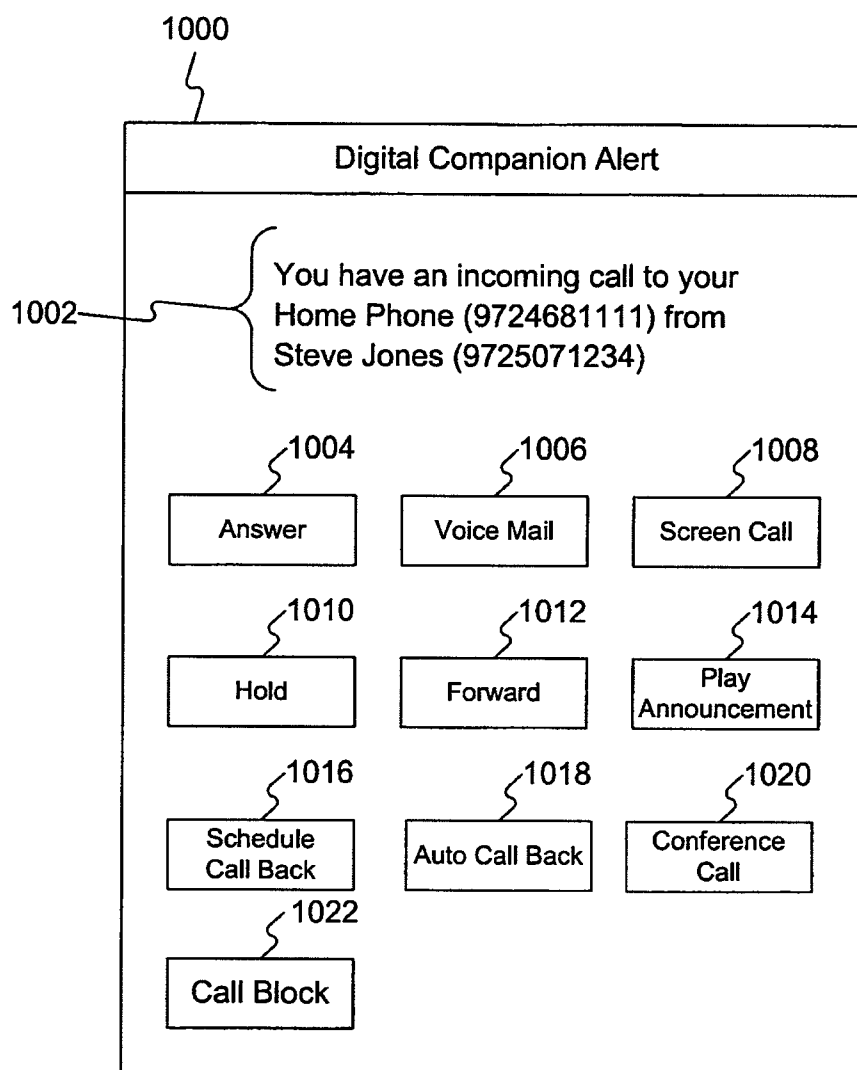 1000
Digital Companion Alert
1002
You have an incoming call to your
Home Phone (9724681111) from
Steve Jones (9725071234)
1004
1006
1008
Answer
Voice Mail
Screen Call
1010
1012
1014
Hold
Forward
Play
Announcement
1016
1018
1020
Schedule
Call Back
Auto Call Back
Conference
Call
1022
Call Block